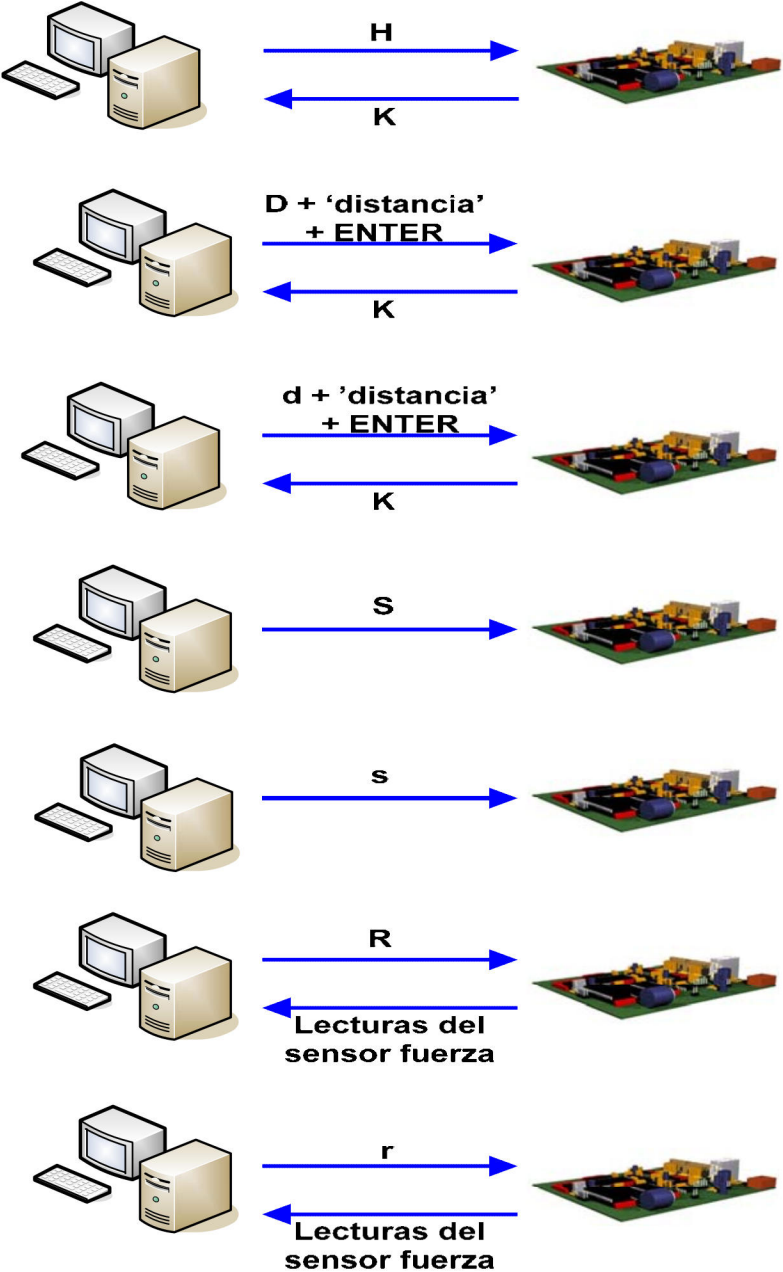 H
K
D + ‘distancia’
+ ENTER
K
d + ’distancia’
+ ENTER
K
S
s
R
Lecturas del
sensor fuerza
r
Lecturas del
sensor fuerza